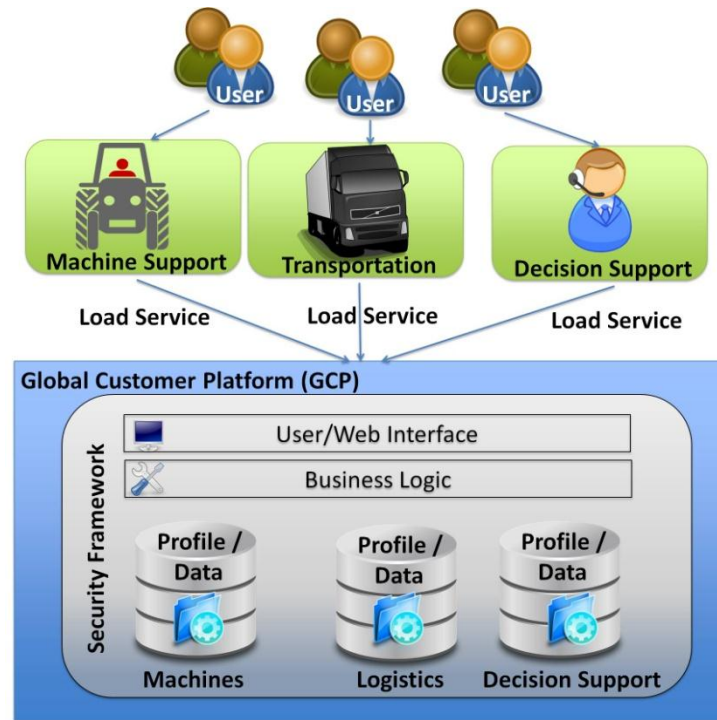 User
User
User
Machine Support
Transportation
Decision Support
Load Service
Load Service
Load Service
Global Customer Platform (GCP)
Security Framework
User/Web Interface
Business Logic
Profile /
Data
Profile /
Data
Profile /
Data
Machines
Logistics
Decision Support